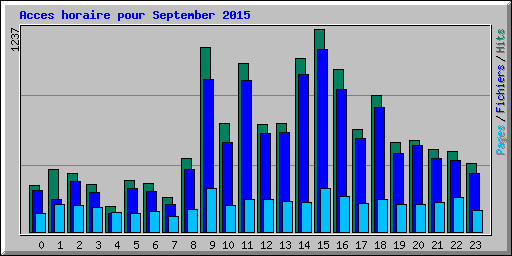 Acces horaire pour September 2015
1237
Pages / Fichiers / Hits
0 1 2 3 4 5 6 7 8 9 10 11 12 13 14 15 16 17 18 19 20 21 22 23